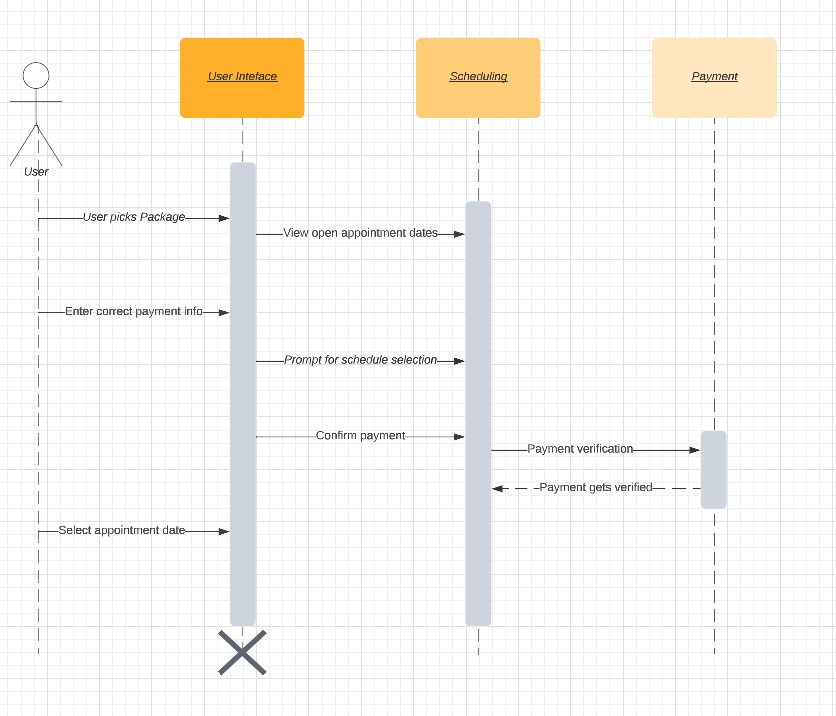 User Inteface
Scheduling
Payment
User
User picks Package
View open appointment dates
Enter correct payment info
Prompt for schedule selection
Confirm payment
Payment verification
Payment gets verified
Select appointment date